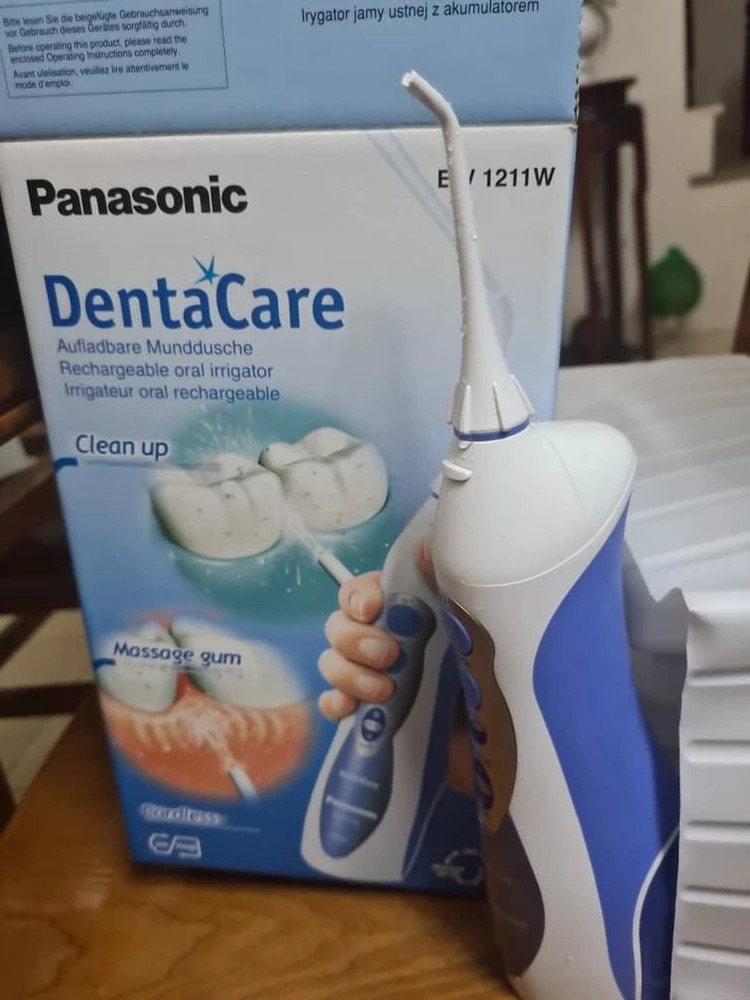 Bitte lesen Sie die beigefügte Gebrauchsanweisung
vor Gebrauch dieses Gerätes sorgfältig durch.
Before operating this product, please read the
enclosed Operating Instructions completely.
Avant utelisation, veuillez lire attentivement le
mode d'emploi.
Irygator jamy ustnej z akumulatorem
Panasonic
1211W
DentaCare
Aufladbare Munddusche
Rechargeable oral irrigator
Irrigateur oral rechargeable
Clean up
Massage gum
Cordless
Panasonic